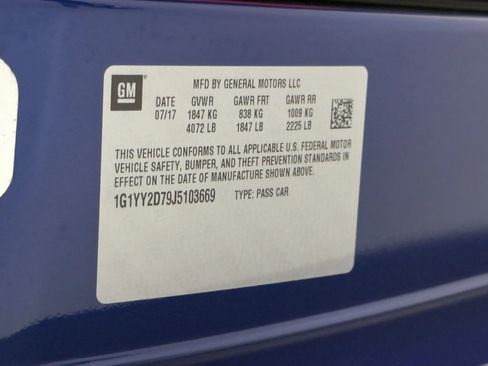 GM
MFD BY GENERAL MOTORS LLC
DATE GVWR GAWR FRT GAWR RR
07/17 1847 KG 838 KG 1009 KG
4072 LB 1847 LB 2225 LB
THIS VEHICLE CONFORMS TO ALL APPLICABLE U.S. FEDERAL MOTOR
VEHICLE SAFETY, BUMPER, AND THEFT PREVENTION STANDARDS IN
EFFECT ON THE DATE OF MANUFACTURE SHOWN ABOVE.
1G1YY2D79J5103669 TYPE: PASS CAR